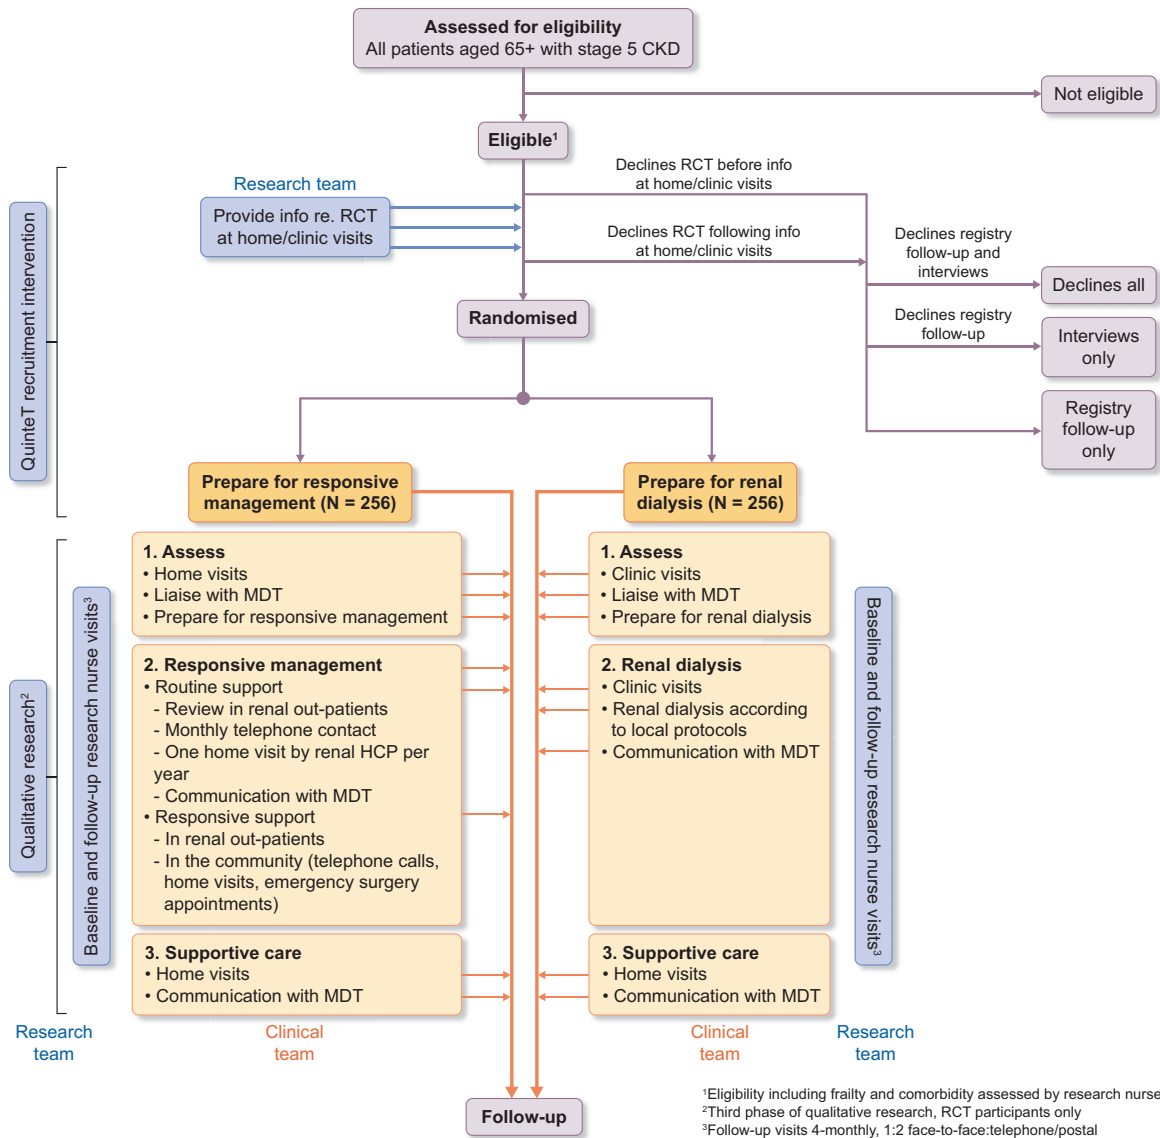 Assessed for eligibility
All patients aged 65+ with stage 5 CKD
Not eligible
Eligible¹
Declines RCT before info
at home/clinic visits
Research team
Provide info re. RCT
at home/clinic visits
Declines RCT following info
at home/clinic visits
Declines registry
follow-up and
interviews
Declines all
Randomised
Declines registry
follow-up
Interviews
only
Registry
follow-up
only
QuinteT recruitment intervention
Prepare for responsive
management (N = 256)
Prepare for renal
dialysis (N = 256)
Qualitative research²
Baseline and follow-up research nurse visits³
1. Assess
• Home visits
• Liaise with MDT
• Prepare for responsive management
2. Responsive management
• Routine support
- Review in renal out-patients
- Monthly telephone contact
- One home visit by renal HCP per
year
- Communication with MDT
• Responsive support
- In renal out-patients
- In the community (telephone calls,
home visits, emergency surgery
appointments)
3. Supportive care
• Home visits
• Communication with MDT
1. Assess
• Clinic visits
• Liaise with MDT
• Prepare for renal dialysis
2. Renal dialysis
• Clinic visits
• Renal dialysis according
to local protocols
• Communication with MDT
3. Supportive care
• Home visits
• Communication with MDT
Baseline and follow-up research nurse visits³
Research
team
Clinical
team
Clinical
team
Research
team
Follow-up
¹Eligibility including frailty and comorbidity assessed by research nurse
²Third phase of qualitative research, RCT participants only
³Follow-up visits 4-monthly, 1:2 face-to-face:telephone/postal